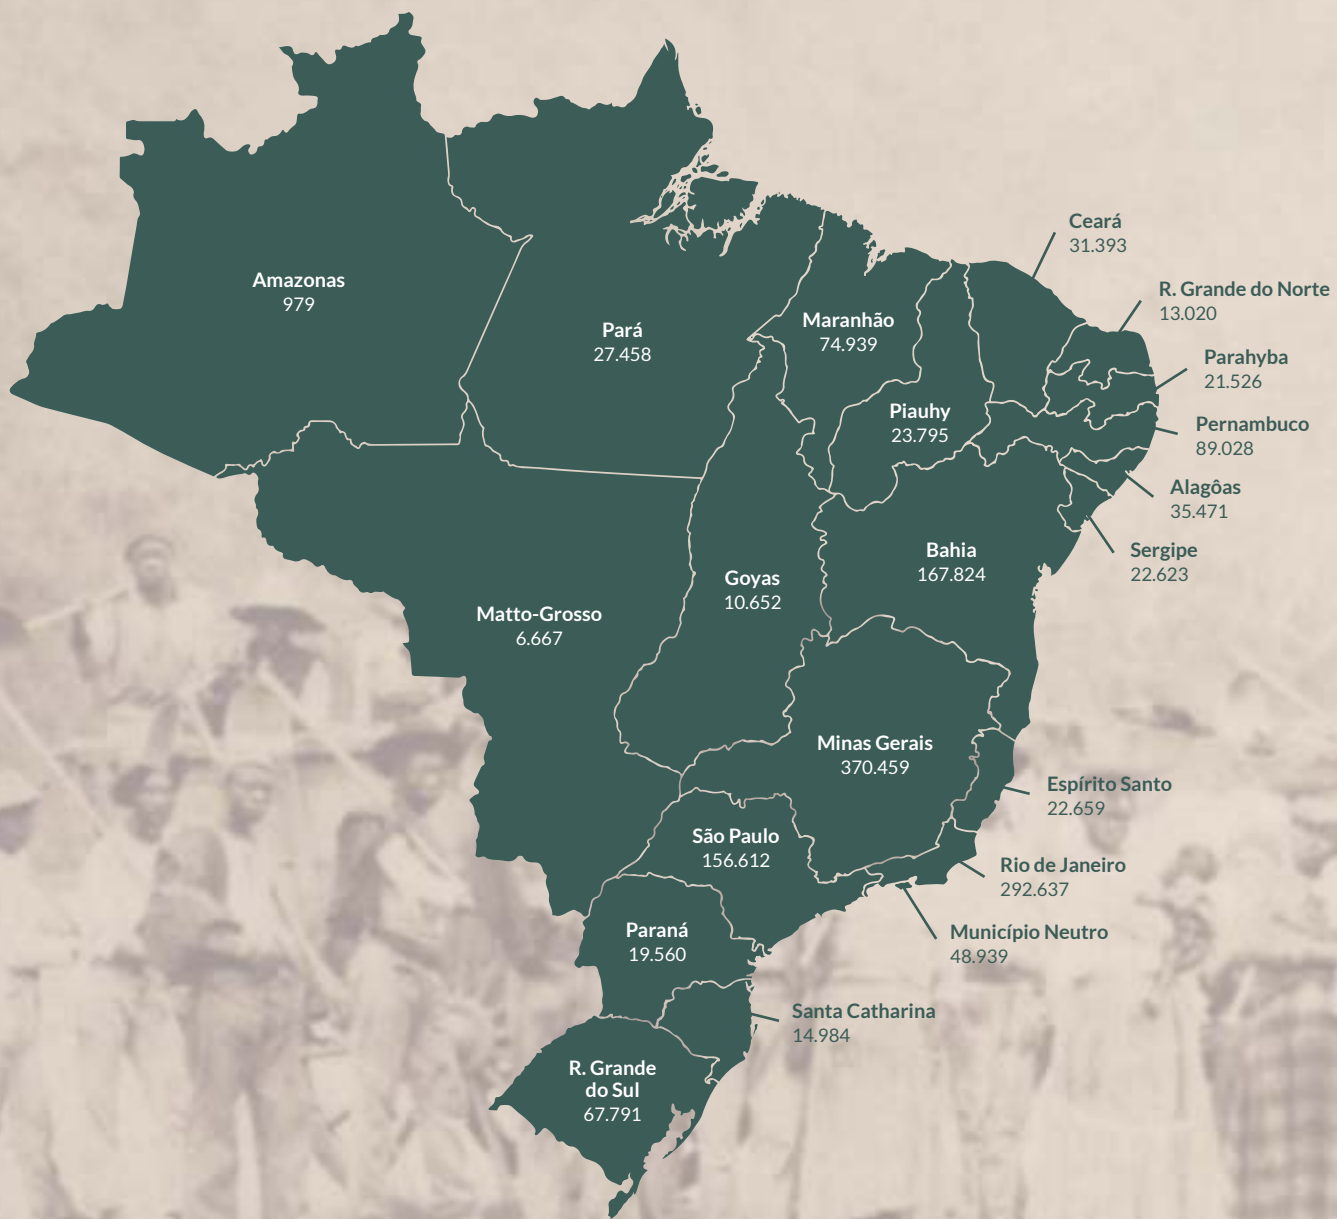 Amazonas
979
Pará
27.458
Maranhão
74.939
Piauhy
23.795
Ceará
31.393
R. Grande do Norte
13.020
Parahyba
21.526
Pernambuco
89.028
Alagôas
35.471
Sergipe
22.623
Bahia
167.824
Goyas
10.652
Matto-Grosso
6.667
Minas Gerais
370.459
Espírito Santo
22.659
São Paulo
156.612
Rio de Janeiro
292.637
Município Neutro
48.939
Paraná
19.560
Santa Catharina
14.984
R. Grande
do Sul
67.791